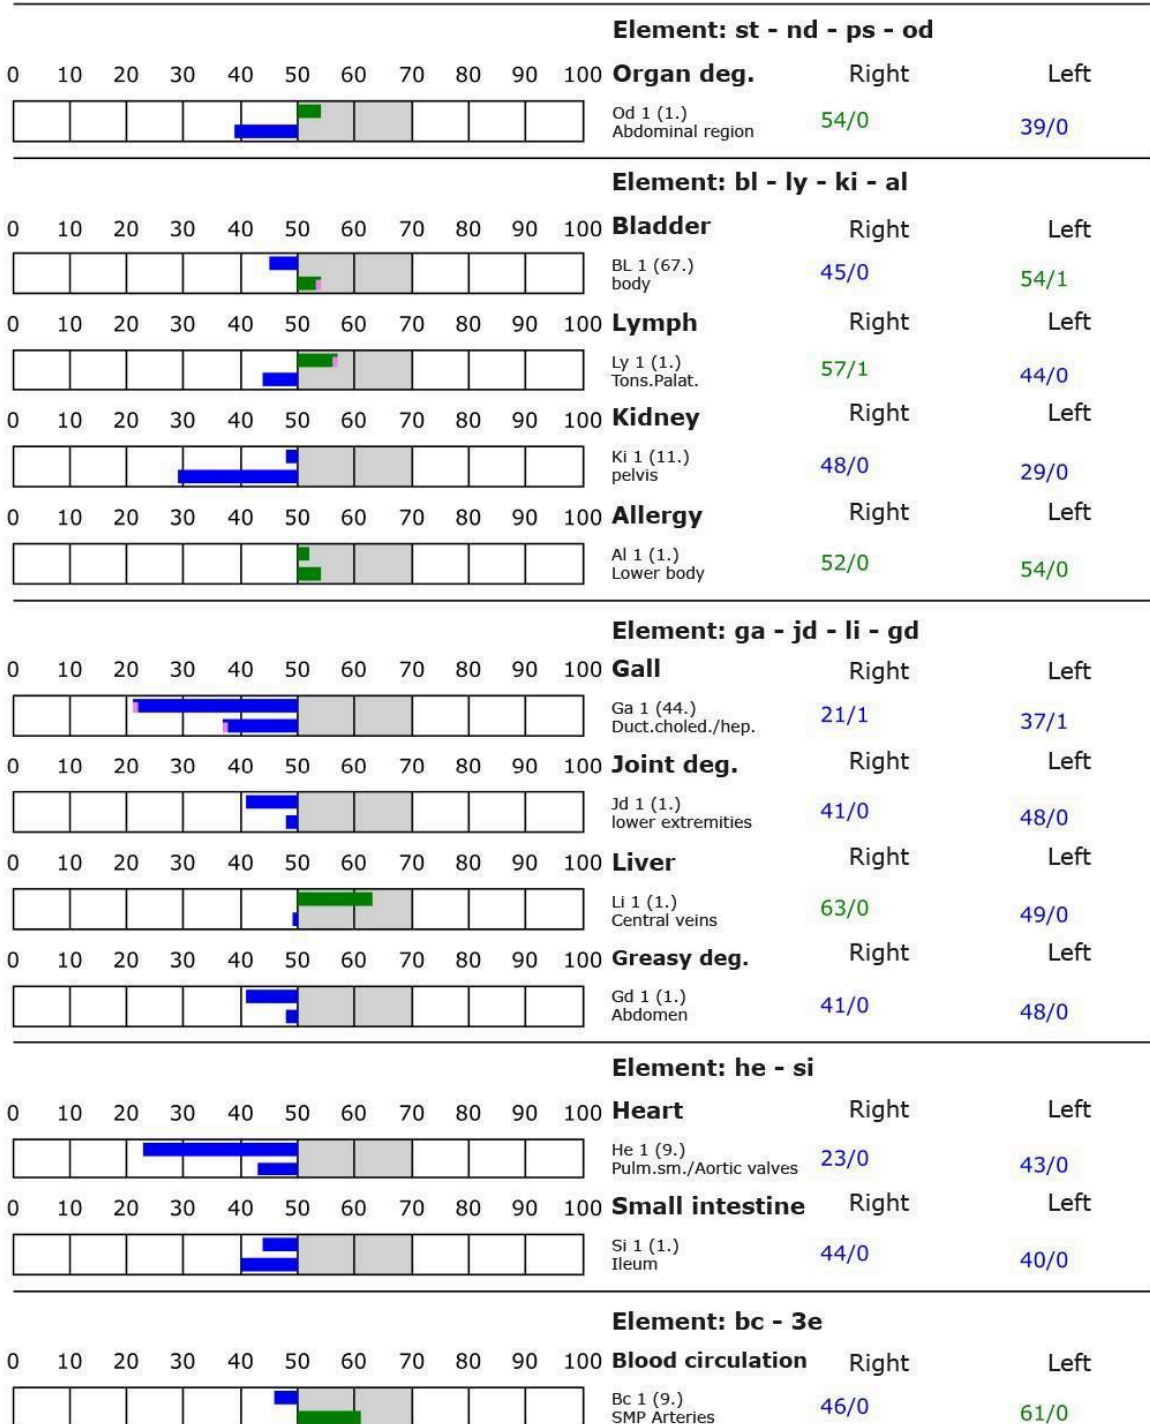 Element: st - nd - ps - od
0 10 20 30 40 50 60 70 80 90 100 Organ deg. Right Left
Od 1 (1.) 54/0 39/0
Abdominal region
Element: bl - ly - ki - al
0 10 20 30 40 50 60 70 80 90 100 Bladder Right Left
BL 1 (67.) 45/0 54/1
body
0 10 20 30 40 50 60 70 80 90 100 Lymph Right Left
Ly 1 (1.) 57/1 44/0
Tons.Palat.
0 10 20 30 40 50 60 70 80 90 100 Kidney Right Left
Ki 1 (11.) 48/0 29/0
pelvis
0 10 20 30 40 50 60 70 80 90 100 Allergy Right Left
Al 1 (1.) 52/0 54/0
Lower body
Element: ga - jd - li - gd
0 10 20 30 40 50 60 70 80 90 100 Gall Right Left
Ga 1 (44.) 21/1 37/1
Duct.choled./hep.
0 10 20 30 40 50 60 70 80 90 100 Joint deg. Right Left
Jd 1 (1.) 41/0 48/0
lower extremities
0 10 20 30 40 50 60 70 80 90 100 Liver Right Left
Li 1 (1.) 63/0 49/0
Central veins
0 10 20 30 40 50 60 70 80 90 100 Greasy deg. Right Left
Gd 1 (1.) 41/0 48/0
Abdomen
Element: he - si
0 10 20 30 40 50 60 70 80 90 100 Heart Right Left
He 1 (9.) 23/0 43/0
Pulm.sm./Aortic valves
0 10 20 30 40 50 60 70 80 90 100 Small intestine Right Left
Si 1 (1.) 44/0 40/0
Ileum
Element: bc - 3e
0 10 20 30 40 50 60 70 80 90 100 Blood circulation Right Left
Bc 1 (9.) 46/0 61/0
SMP Arteries